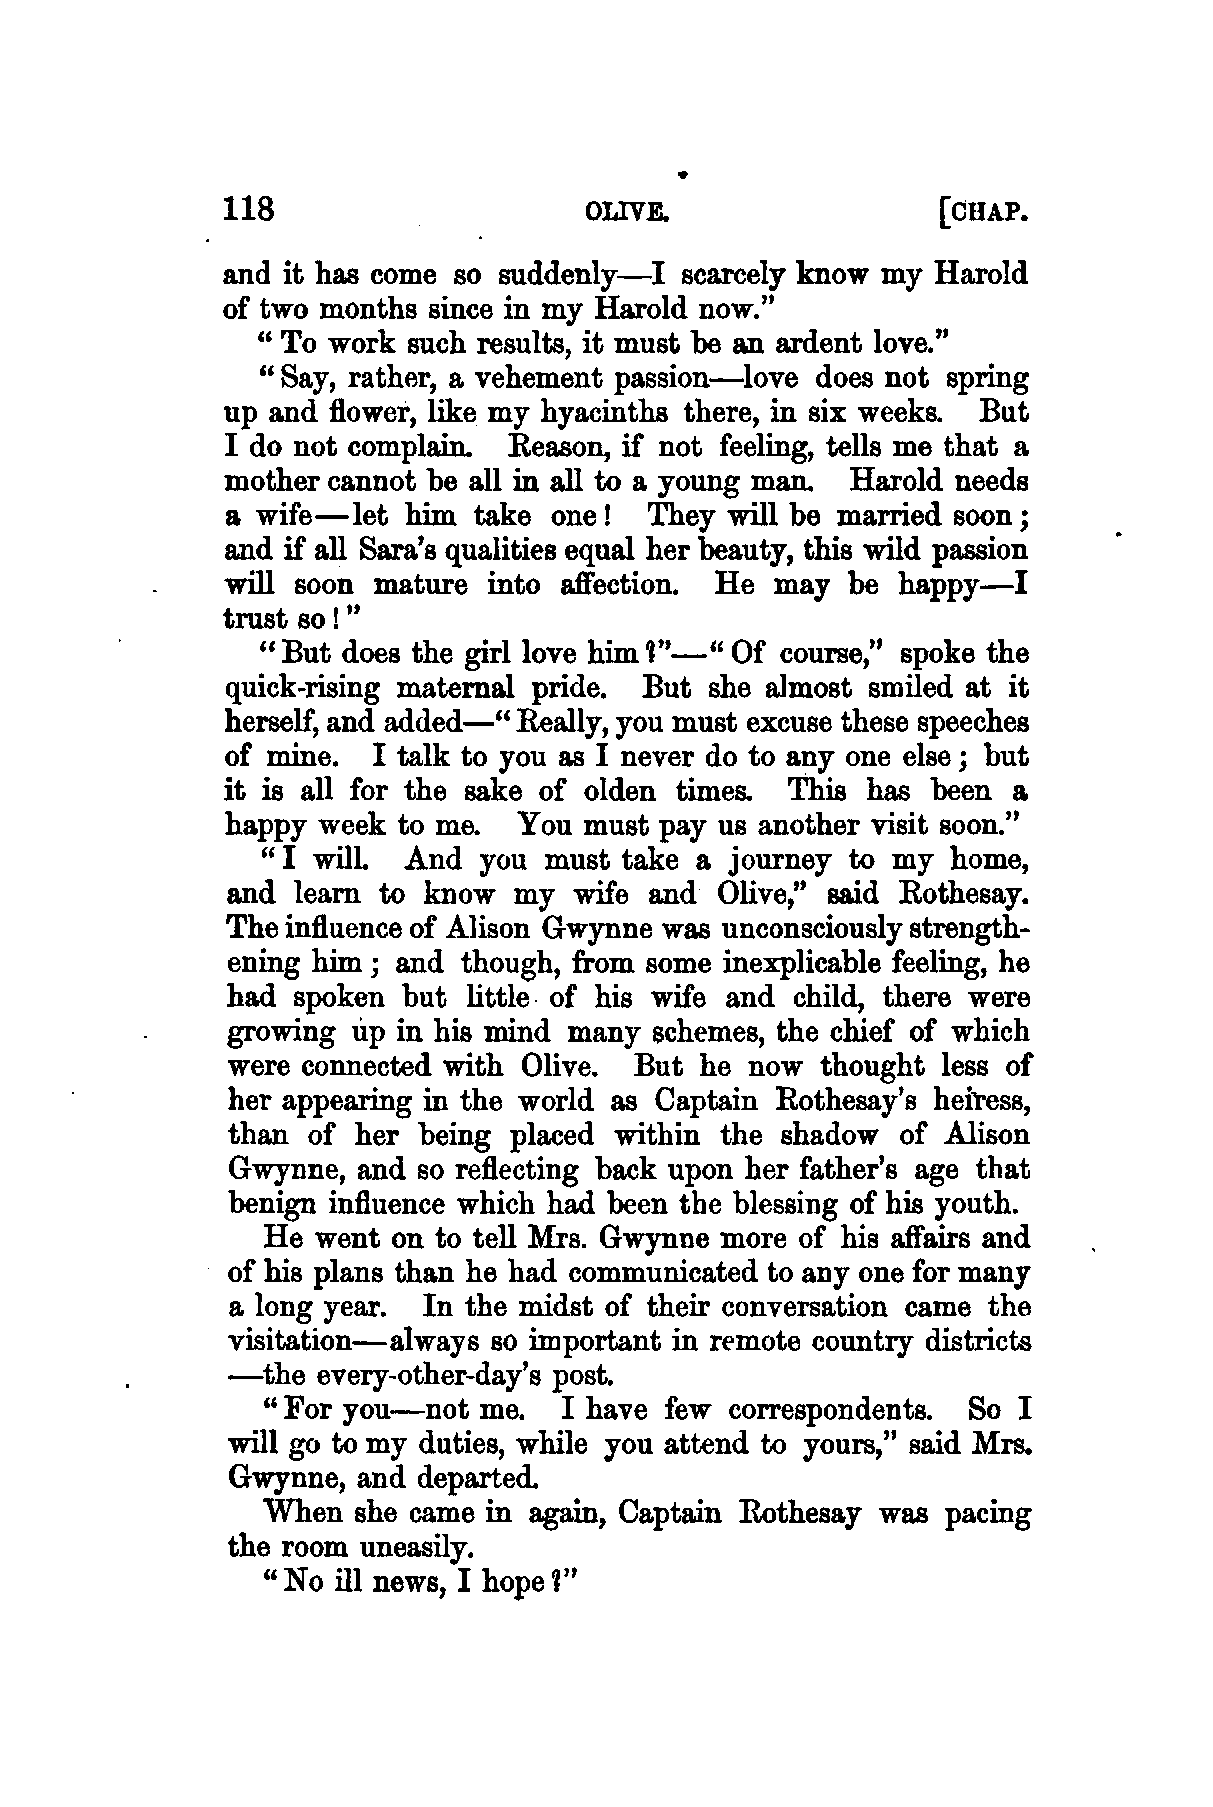 118 OLIVE. [CHAP.
and it has come so suddenly—I scarcely know my Harold
of two months since in my Harold now."
"To work such results, it must be an ardent love."
"Say, rather, a vehement passion—love does not spring
up and flower, like my hyacinths there, in six weeks. But
I do not complain. Reason, if not feeling, tells me that a
mother cannot be all in all to a young man. Harold needs
a wife—let him take one! They will be married soon;
and if all Sara's qualities equal her beauty, this wild passion
will soon mature into affection. He may be happy—I
trust so!"
"But does the girl love him?"—"Of course," spoke the
quick-rising maternal pride. But she almost smiled at it
herself, and added—"Really, you must excuse these speeches
of mine. I talk to you as I never do to any one else; but
it is all for the sake of olden times. This has been a
happy week to me. You must pay us another visit soon."
"I will. And you must take a journey to my home,
and learn to know my wife and Olive," said Rothesay.
The influence of Alison Gwynne was unconsciously strength-
ening him; and though, from some inexplicable feeling, he
had spoken but little of his wife and child, there were
growing up in his mind many schemes, the chief of which
were connected with Olive. But he now thought less of
her appearing in the world as Captain Rothesay's heiress,
than of her being placed within the shadow of Alison
Gwynne, and so reflecting back upon her father's age that
benign influence which had been the blessing of his youth.
He went on to tell Mrs. Gwynne more of his affairs and
of his plans than he had communicated to any one for many
a long year. In the midst of their conversation came the
visitation—always so important in remote country districts
—the every-other-day's post.
"For you—not me. I have few correspondents. So I
will go to my duties, while you attend to yours," said Mrs.
Gwynne, and departed.
When she came in again, Captain Rothesay was pacing
the room uneasily.
"No ill news, I hope?"